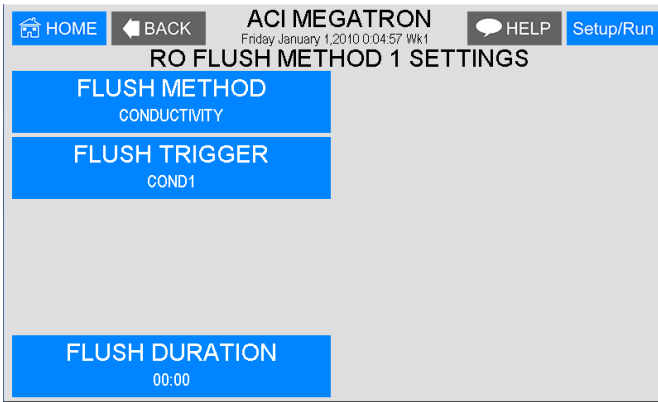 HOME
BACK
ACI MEGATRON
Friday January 1,2010 0:04:57 Wk1
HELP
Setup/Run
RO FLUSH METHOD 1 SETTINGS
FLUSH METHOD
CONDUCTIVITY
FLUSH TRIGGER
COND1
FLUSH DURATION
00:00